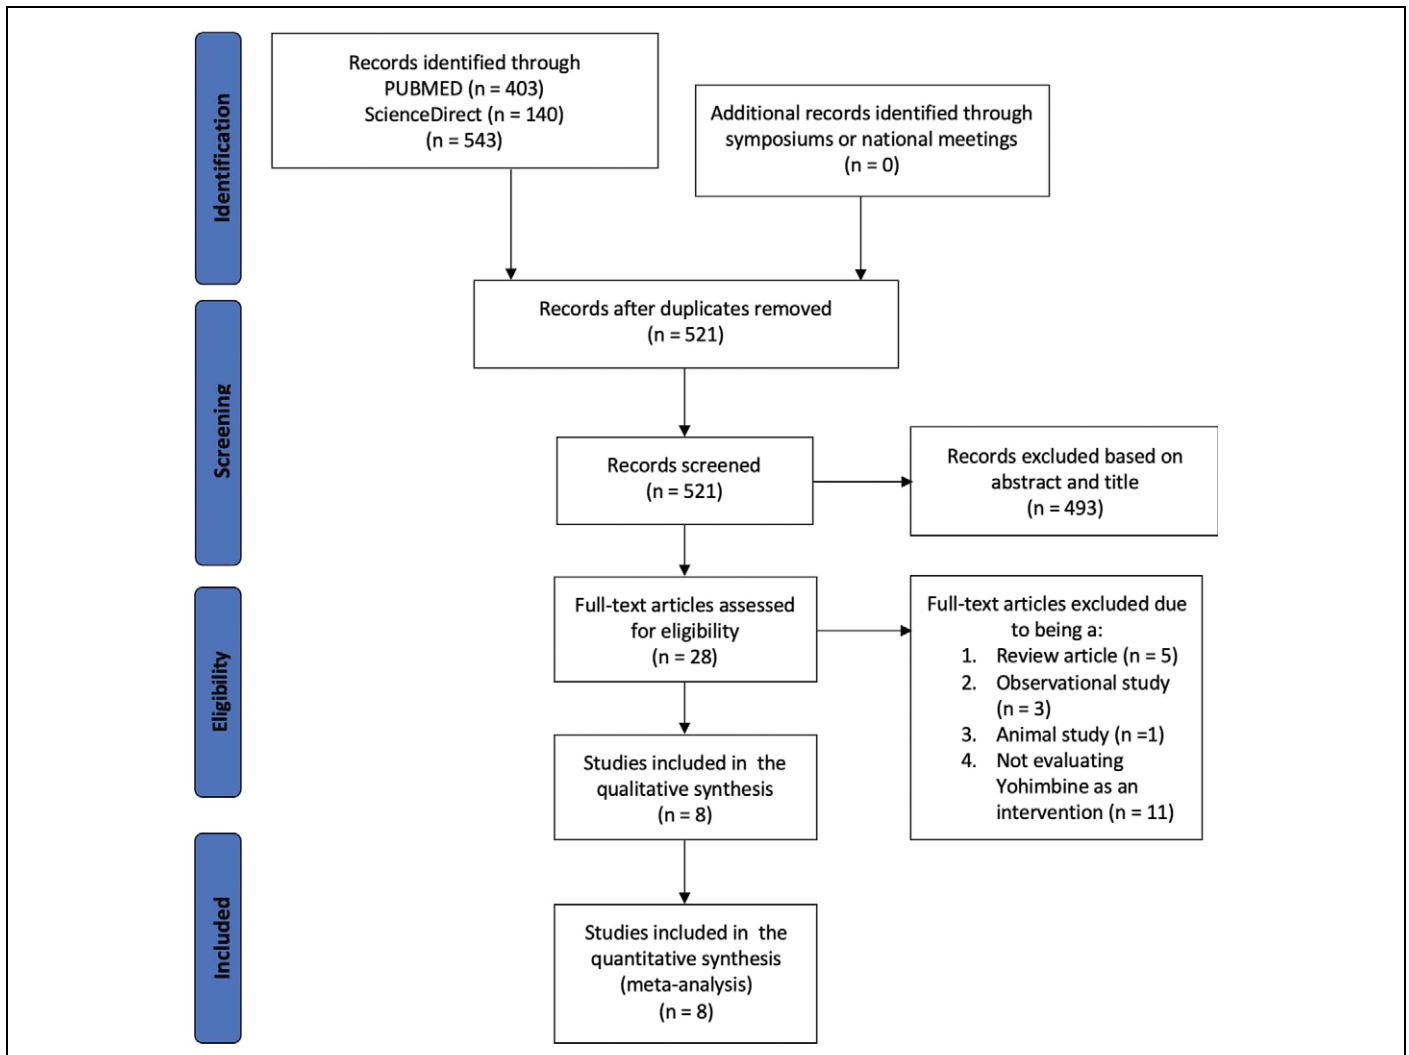 Identification
Records identified through
PUBMED (n = 403)
ScienceDirect (n = 140)
(n = 543)
Additional records identified through
symposiums or national meetings
(n = 0)
Records after duplicates removed
(n = 521)
Screening
Records screened
(n = 521)
Records excluded based on
abstract and title
(n = 493)
Eligibility
Full-text articles assessed
for eligibility
(n = 28)
Full-text articles excluded due
to being a:
1. Review article (n = 5)
2. Observational study
(n = 3)
3. Animal study (n =1)
4. Not evaluating
Yohimbine as an
intervention (n = 11)
Studies included in the
qualitative synthesis
(n = 8)
Included
Studies included in the
quantitative synthesis
(meta-analysis)
(n = 8)